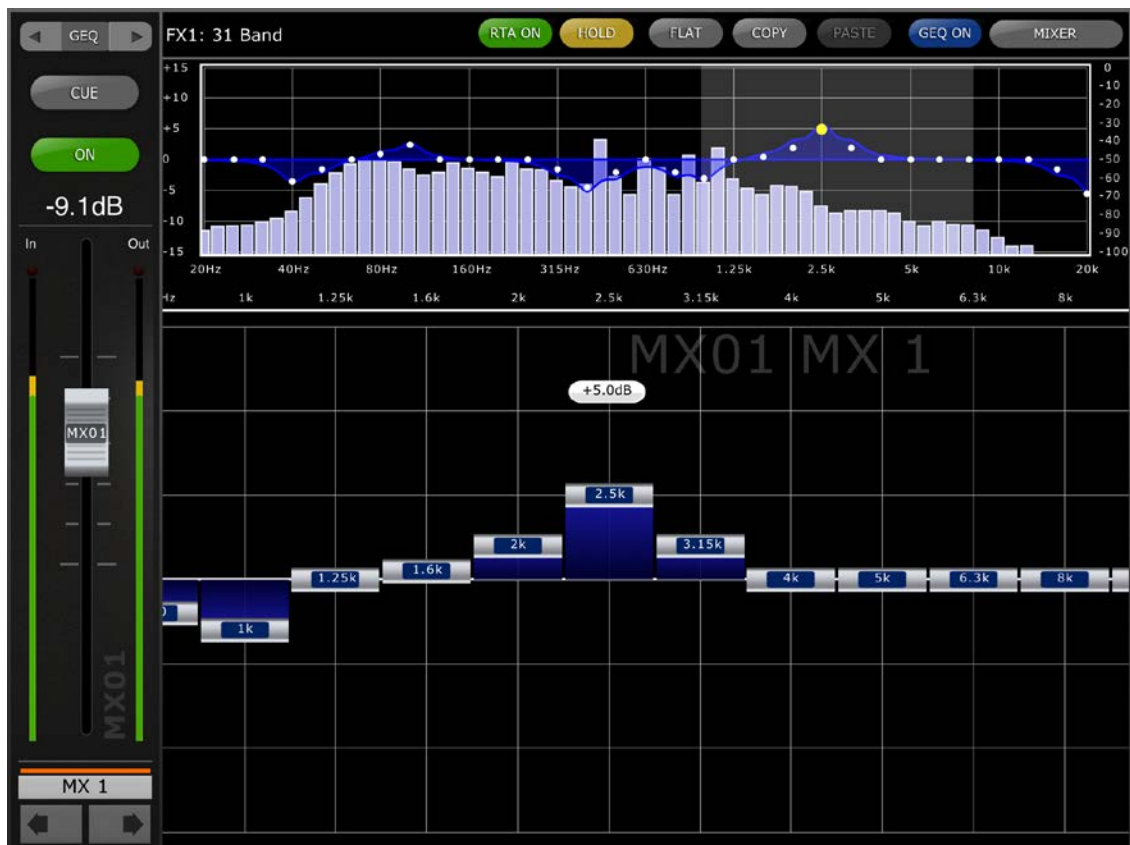 GEQ FX1: 31 Band RTA ON HOLD FLAT COPY PASTE GEQ ON MIXER
CUE
ON
-9.1dB
In Out
+15 0
+10 -10
-20
+5 -30
-40
0 -50
-60
-5 -70
-80
-10 -90
-15 -100
20Hz 40Hz 80Hz 160Hz 315Hz 630Hz 1.25k 2.5k 5k 10k 20k
Hz 1k 1.25k 1.6k 2k 2.5k 3.15k 4k 5k 6.3k 8k
MX01 MX 1
+5.0dB
MX01
2.5k
2k 3.15k
1.25k 1.6k 4k 5k 6.3k 8k
1k
MX01
MX 1